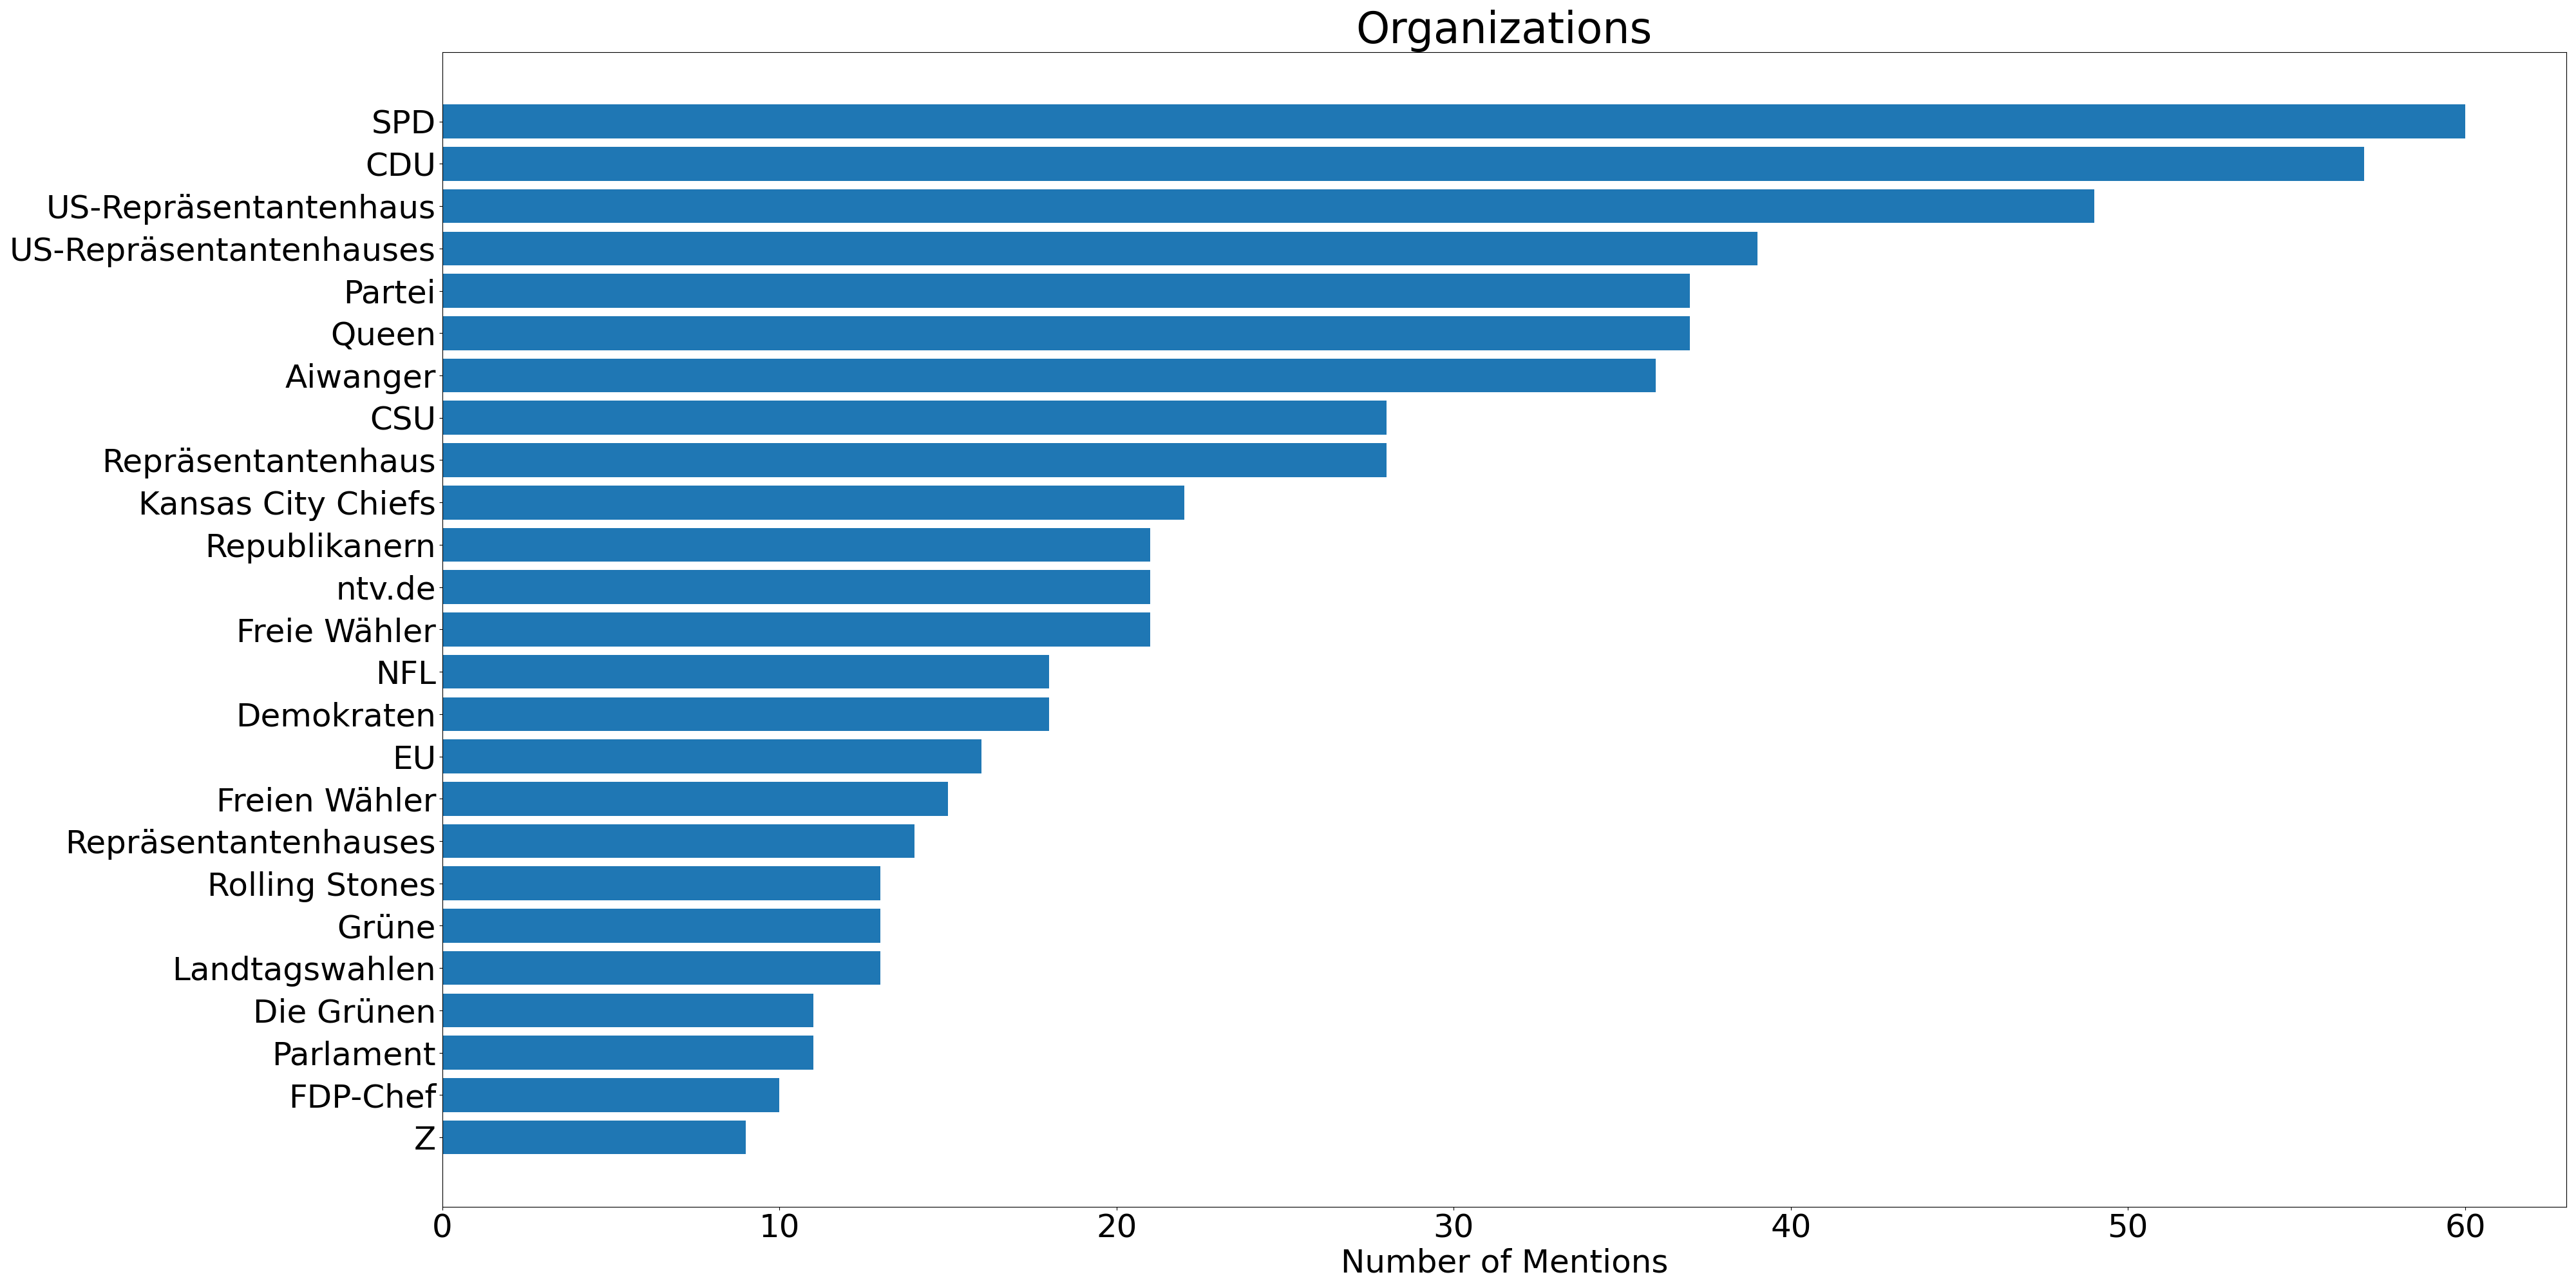 Organizations
SPD
CDU
US-Repräsentantenhaus
US-Repräsentantenhauses
Partei
Queen
Aiwanger
CSU
Repräsentantenhaus
Kansas City Chiefs
Republikanern
ntv.de
Freie Wähler
NFL
Demokraten
EU
Freien Wähler
Repräsentantenhauses
Rolling Stones
Grüne
Landtagswahlen
Die Grünen
Parlament
FDP-Chef
Z
0 10 20 30 40 50 60
Number of Mentions